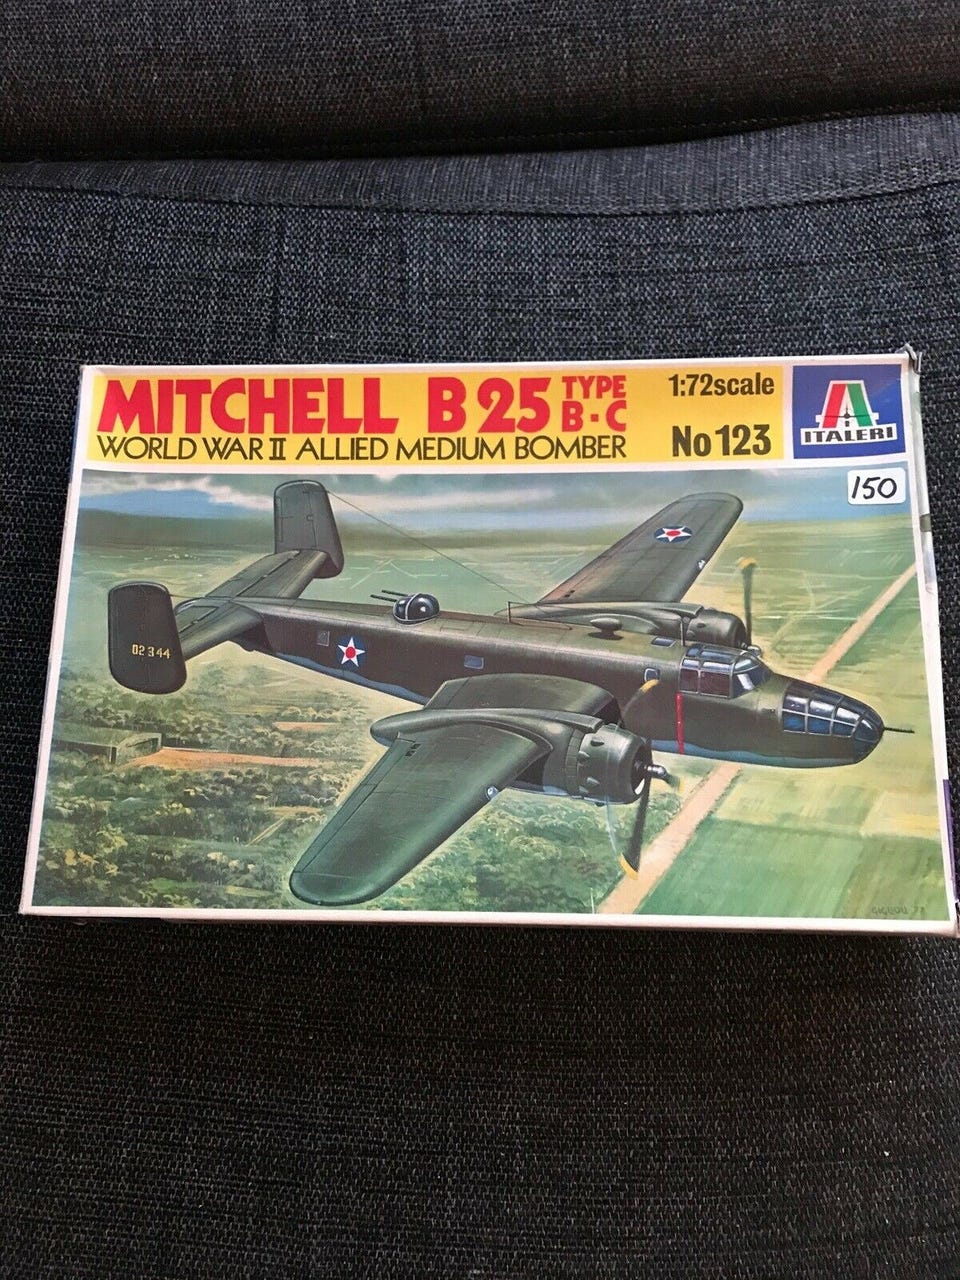 MITCHELL B25 TYPE B-C
WORLD WAR II ALLIED MEDIUM BOMBER
1:72scale
No 123
ITALERI
150
02344